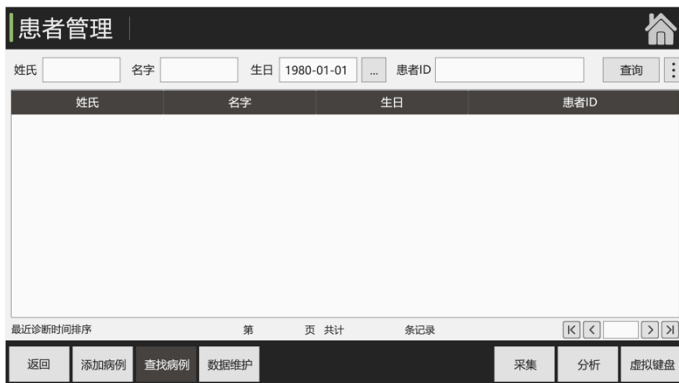 患者管理
姓氏 名字 生日 1980-01-01 ... 患者ID 查询
姓氏 名字 生日 患者ID
最近诊断时间排序 第 页 共计 条记录
返回 添加病例 查找病例 数据维护 采集 分析 虚拟键盘